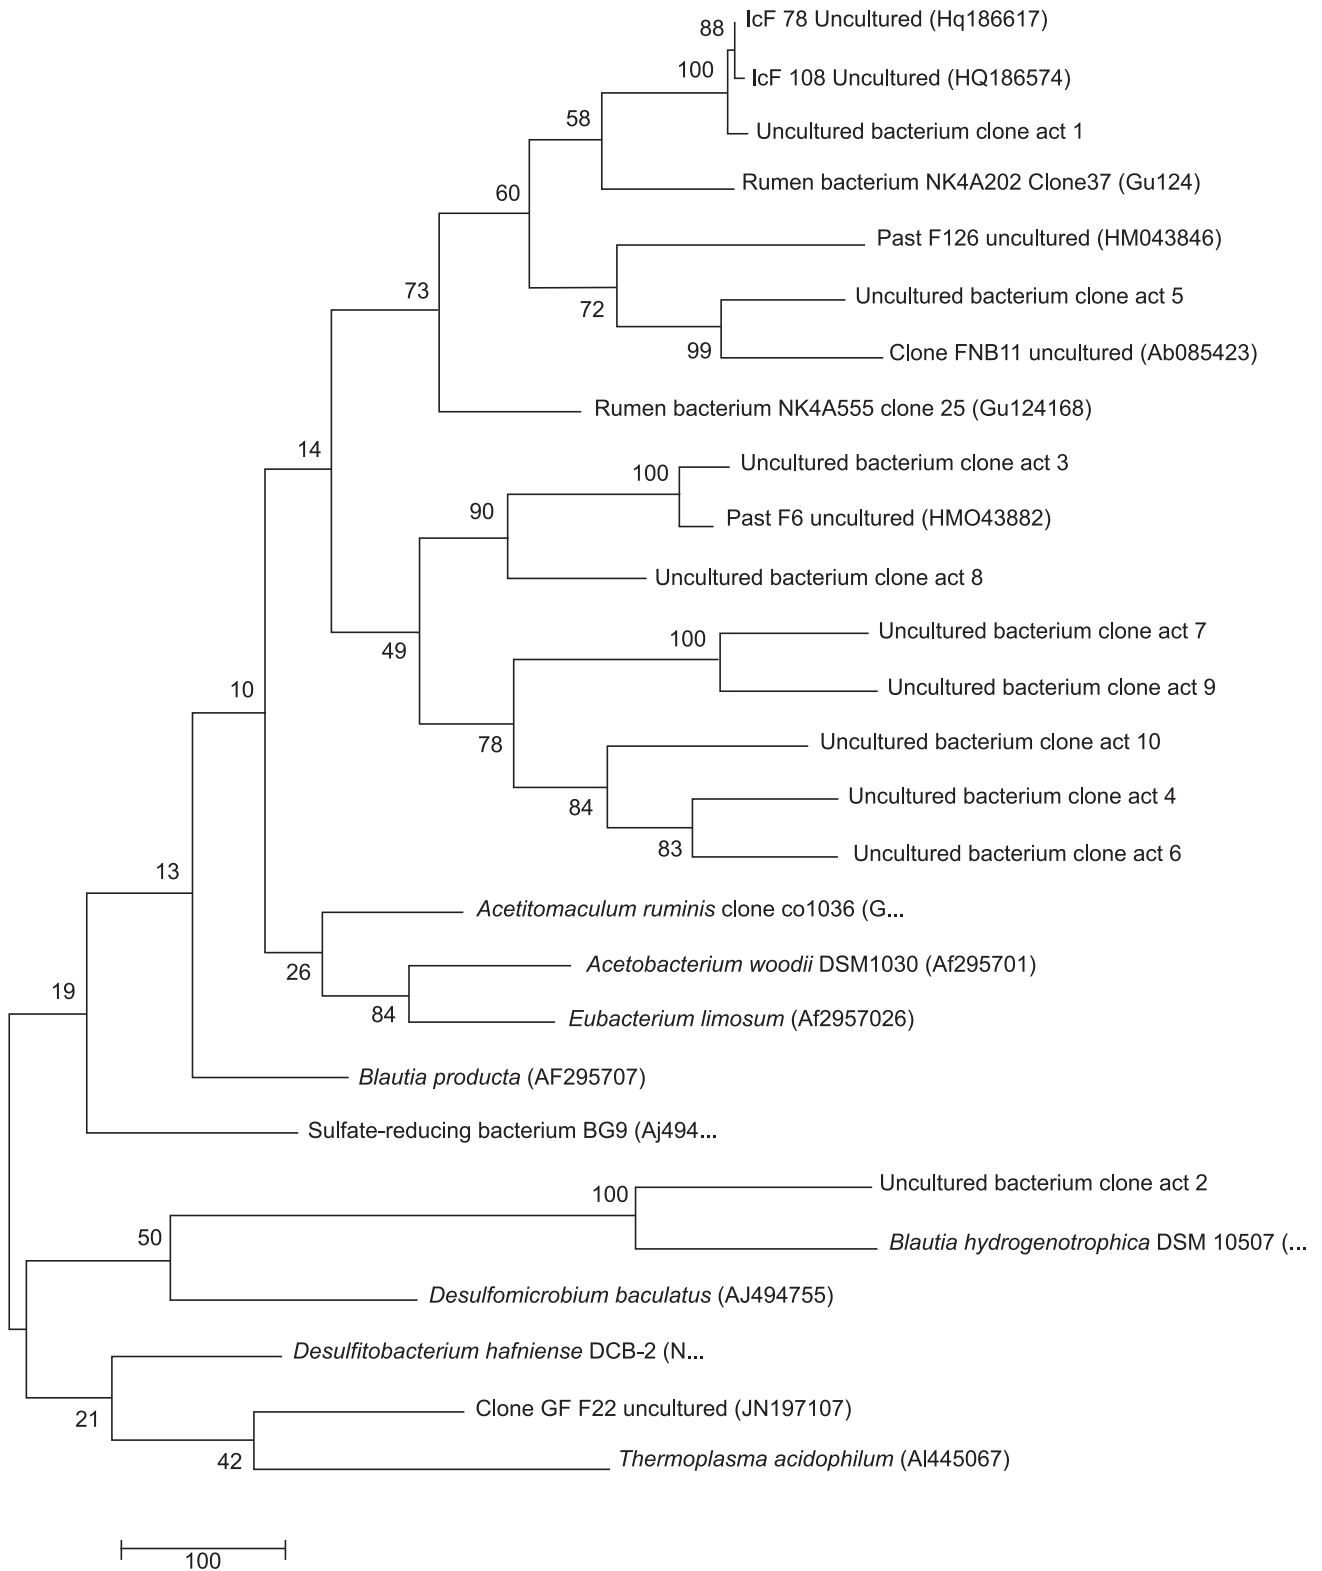 88
IcF 78 Uncultured (Hq186617)
100
IcF 108 Uncultured (HQ186574)
58
Uncultured bacterium clone act 1
Rumen bacterium NK4A202 Clone37 (Gu124)
60
Past F126 uncultured (HM043846)
73
72
Uncultured bacterium clone act 5
99
Clone FNB11 uncultured (Ab085423)
Rumen bacterium NK4A555 clone 25 (Gu124168)
14
100
Uncultured bacterium clone act 3
90
Past F6 uncultured (HMO43882)
Uncultured bacterium clone act 8
49
100
Uncultured bacterium clone act 7
10
Uncultured bacterium clone act 9
78
Uncultured bacterium clone act 10
84
Uncultured bacterium clone act 4
83
Uncultured bacterium clone act 6
13
Acetitomaculum ruminis clone co1036 (G...
26
Acetobacterium woodii DSM1030 (Af295701)
19
84
Eubacterium limosum (Af2957026)
Blautia producta (AF295707)
Sulfate-reducing bacterium BG9 (Aj494...
100
Uncultured bacterium clone act 2
50
Blautia hydrogenotrophica DSM 10507 (...
Desulfomicrobium baculatus (AJ494755)
Desulfitobacterium hafniense DCB-2 (N...
21
Clone GF F22 uncultured (JN197107)
42
Thermoplasma acidophilum (Al445067)
100